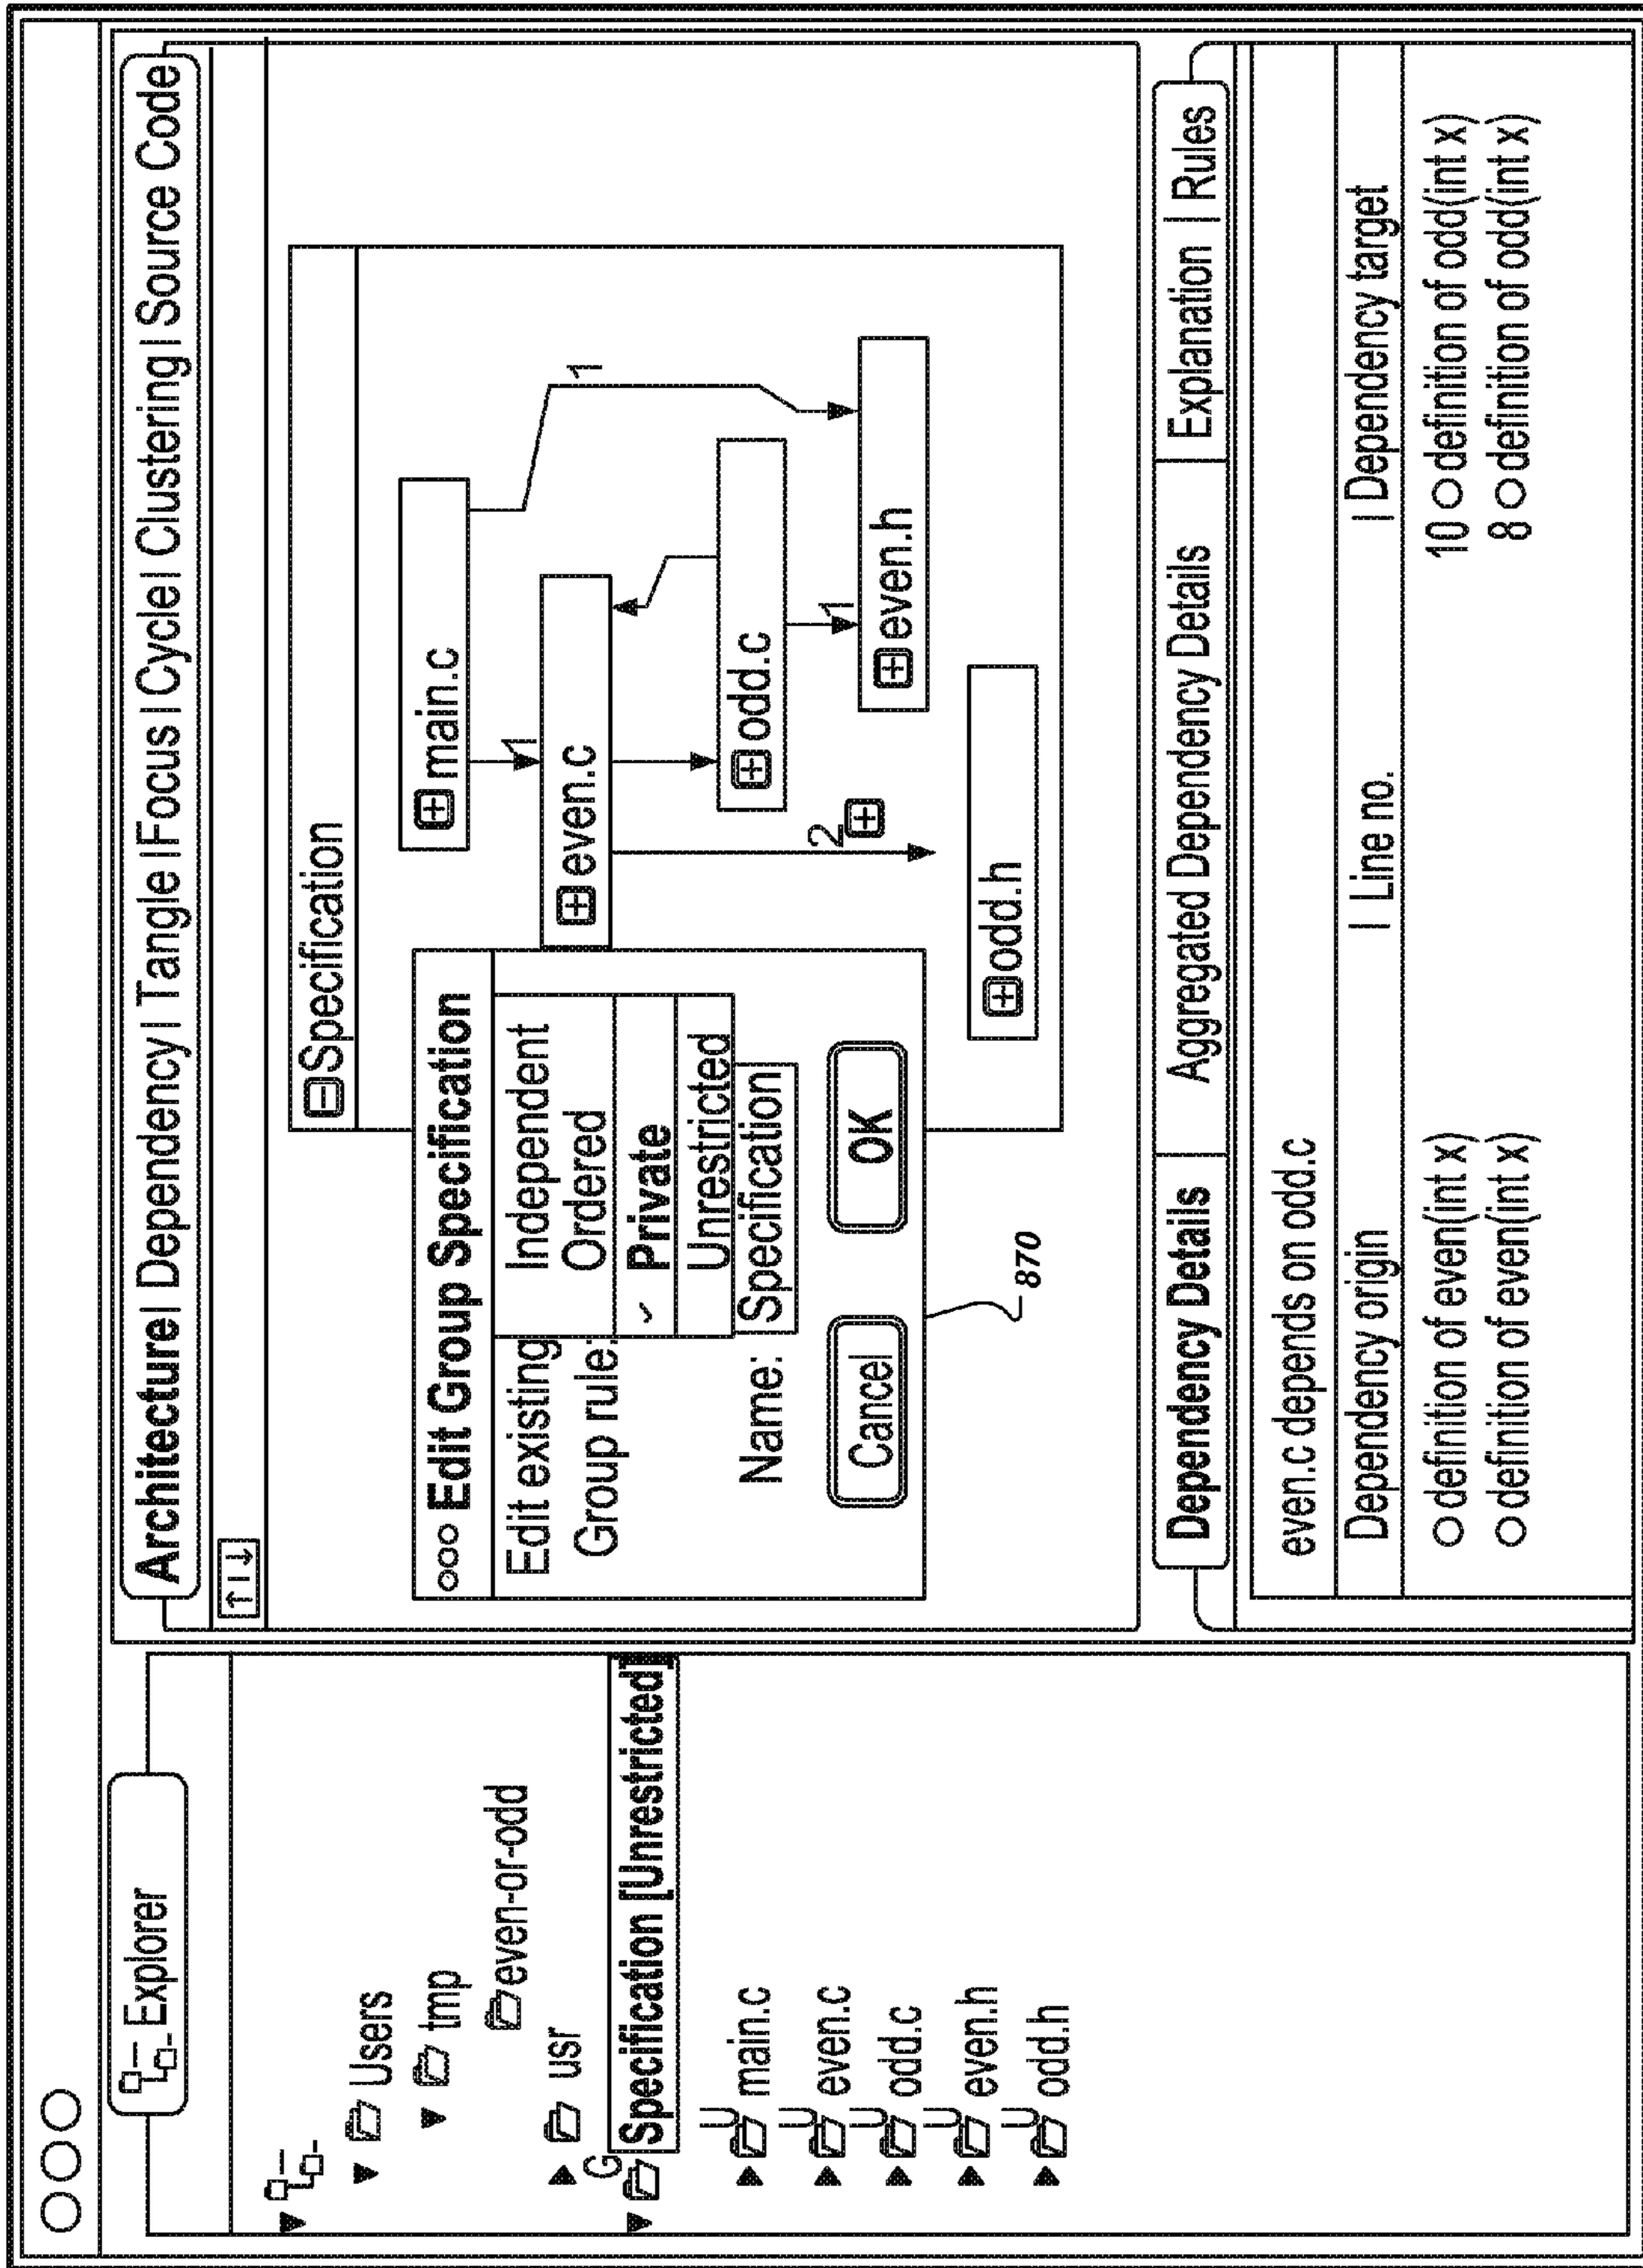 Explorer
Users
tmp
even-or-odd
usr
G
Specification [Unrestricted]
U
main.c
U
even.c
U
odd.c
U
even.h
U
odd.h
Architecture| Dependency| Tangle |Focus |Cycle| Clustering| Source Code
Specification
main.c
1
1
even.c
odd.c
2
1
even.h
odd.h
Edit Group Specification
Edit existing
Group rule:
Independent
Ordered
✓ Private
Unrestricted
Name: Specification
Cancel OK
870
Dependency Details Aggregated Dependency Details Explanation | Rules
even.c depends on odd.c
Dependency origin | Line no. | Dependency target
definition of even(int x) 10 definition of odd(int x)
definition of even(int x) 8 definition of odd(int x)